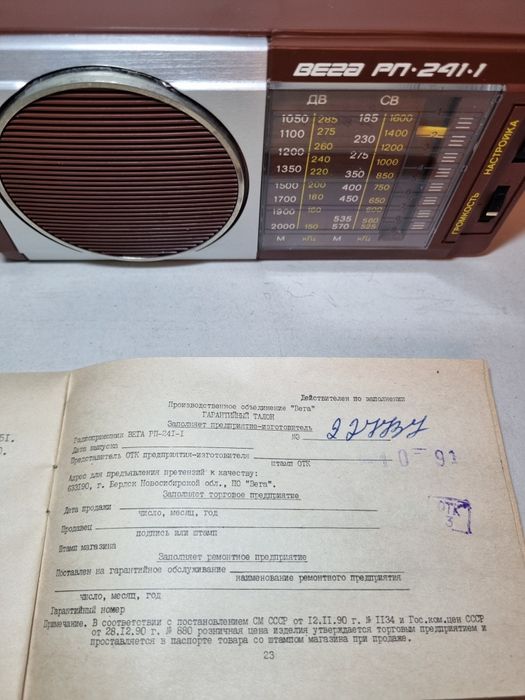 ВЕГА РП-241-1
ДВ СВ
1050 285 185 1600
1100 275 230 1400
1200 260 1200
1350 240 275 1000
220 350 850
1500 200 400 750
1700 180 450 650
1900 160 600
2000 150 535 560
570 525
М кГц М кГц
НАСТРОЙКА
ГРОМКОСТЬ
Действителен по заполнении
Производственное объединение "Вега"
ГАРАНТИЙНЫЙ ТАЛОН
Заполняет предприятие-изготовитель
Радиоприемник ВЕГА РП-241-1 №
Дата выпуска
Представитель ОТК предприятия-изготовителя 10 91
штамп ОТК
Адрес для предъявления претензий к качеству:
633190, г. Бердск Новосибирской обл., ПО "Вега".
Заполняет торговое предприятие
ОТК
3
Дата продажи
число, месяц, год
Продавец
подпись или штамп
Штамп магазина
Заполняет ремонтное предприятие
Поставлен на гарантийное обслуживание
наименование ремонтного предприятия
число, месяц, год
Гарантийный номер
Примечание. В соответствии с постановлением СМ СССР от 12.11.90 г. № 1134 и Гос.ком.цен СССР
от 28.12.90 г. № 880 розничная цена изделия утверждается торговым предприятием и
проставляется в паспорте товара со штампом магазина при продаже.
23